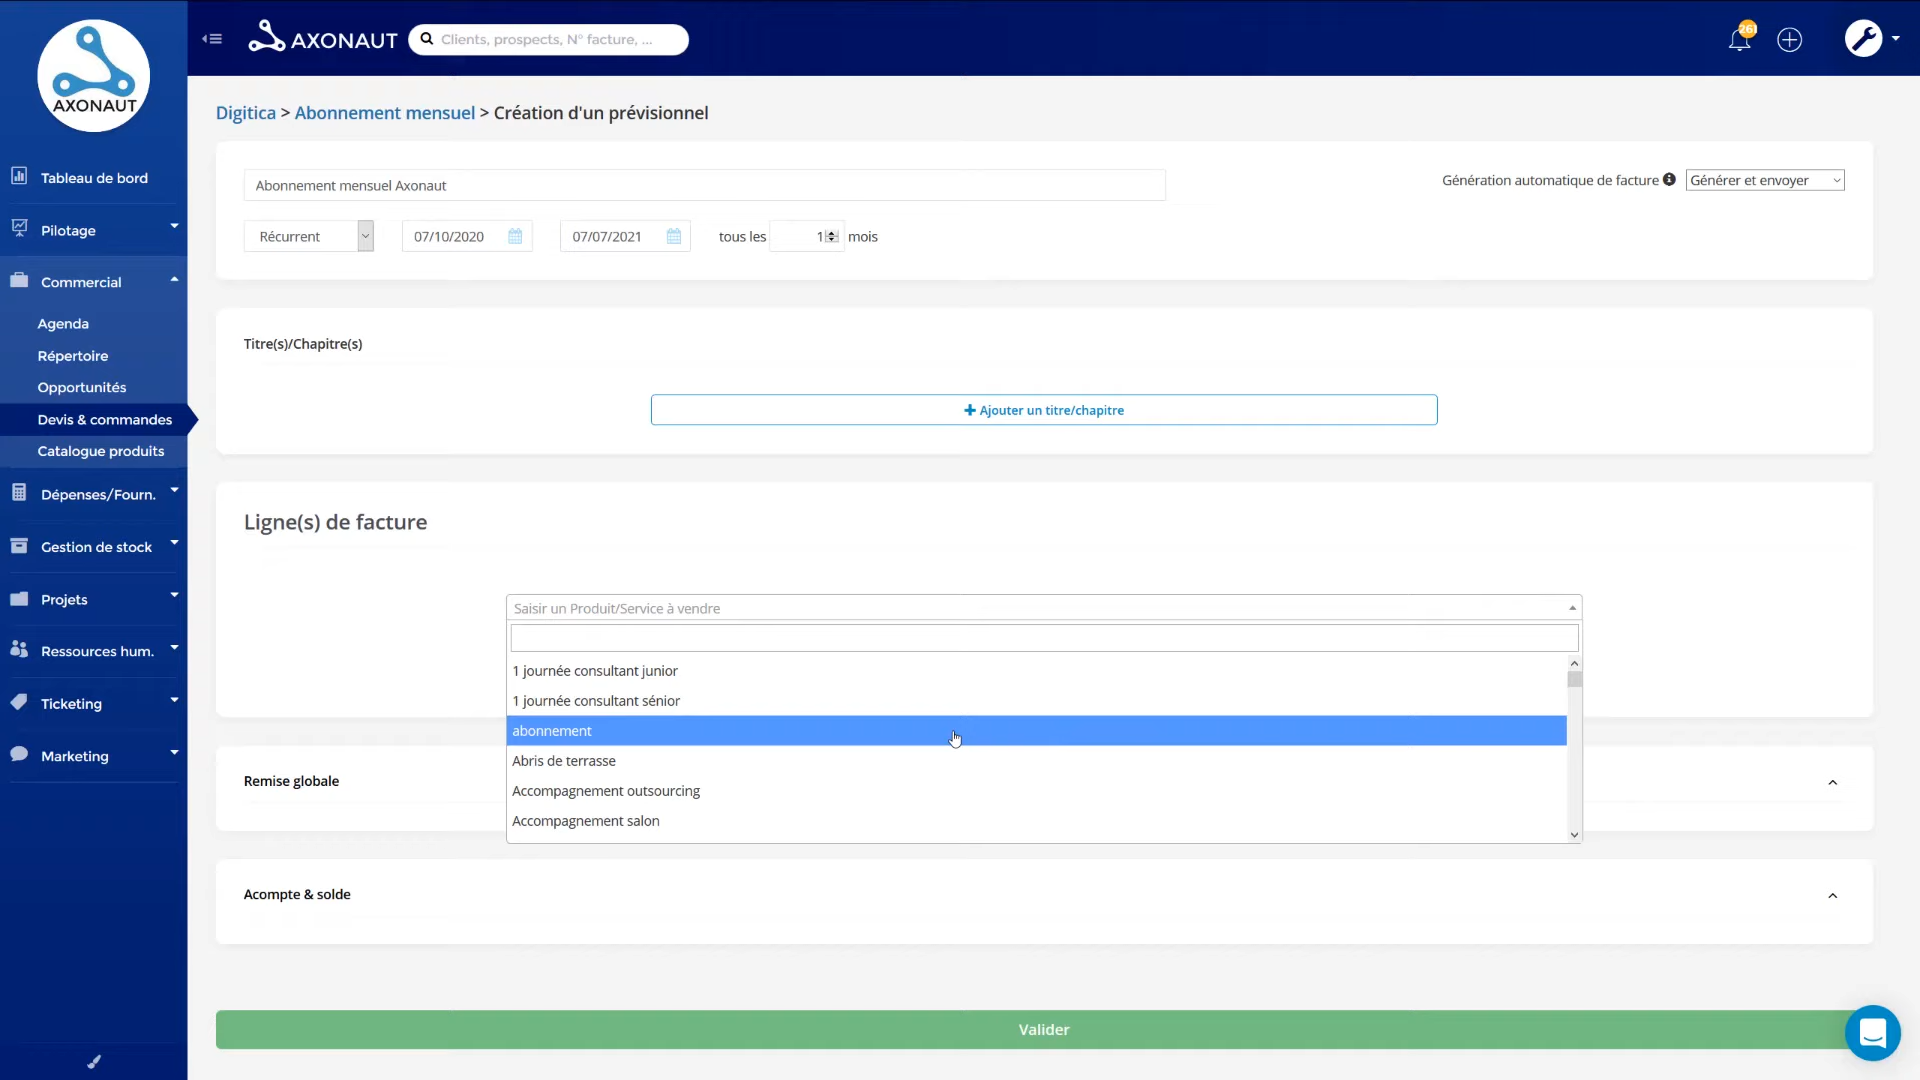 AXONAUT
AXONAUT
Clients, prospects, N° facture, ...
261
Tableau de bord
Pilotage
Commercial
Agenda
Répertoire
Opportunités
Devis & commandes
Catalogue produits
Dépenses/Fourn.
Gestion de stock
Projets
Ressources hum.
Ticketing
Marketing
Digitica > Abonnement mensuel > Création d'un prévisionnel
Abonnement mensuel Axonaut
Génération automatique de facture
Générer et envoyer
Récurrent
07/10/2020
07/07/2021
tous les 1 mois
Titre(s)/Chapitre(s)
Ajouter un titre/chapitre
Ligne(s) de facture
Saisir un Produit/Service à vendre
1 journée consultant junior
1 journée consultant sénior
abonnement
Abris de terrasse
Accompagnement outsourcing
Accompagnement salon
Remise globale
Acompte & solde
Valider